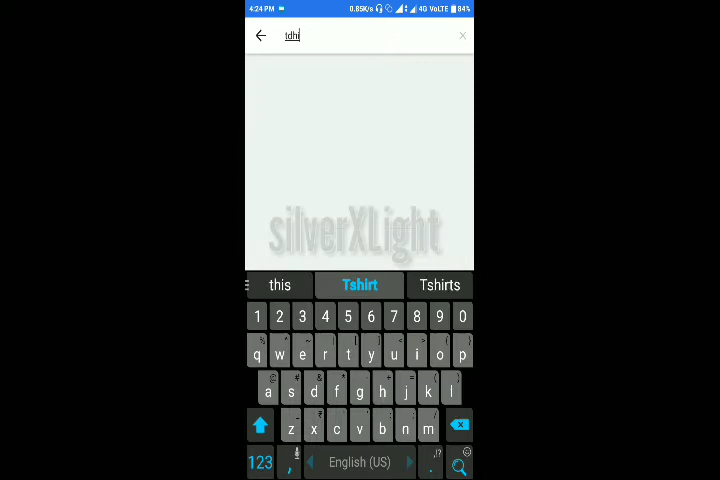 4:24 PM 0.85K/s 4G VoLTE 84%
tdhi
silverXLight
this Tshirt Tshirts
1 2 3 4 5 6 7 8 9 0
q w e r t y u i o p
a s d f g h j k l
z x c v b n m
123 , English (US) . ,!?